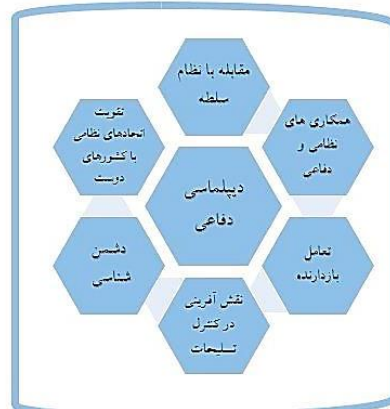 مقابله با نظام
سلطه
همکاری های
نظامی و
دفاعی
تقویت
اتحادهای نظامی
با کشورهای
دوست
دیپلماسی
دفاعی
تعامل
بازدارنده
دشمن
شناسی
نقش آفرینی
در کنترل
تسلیحات